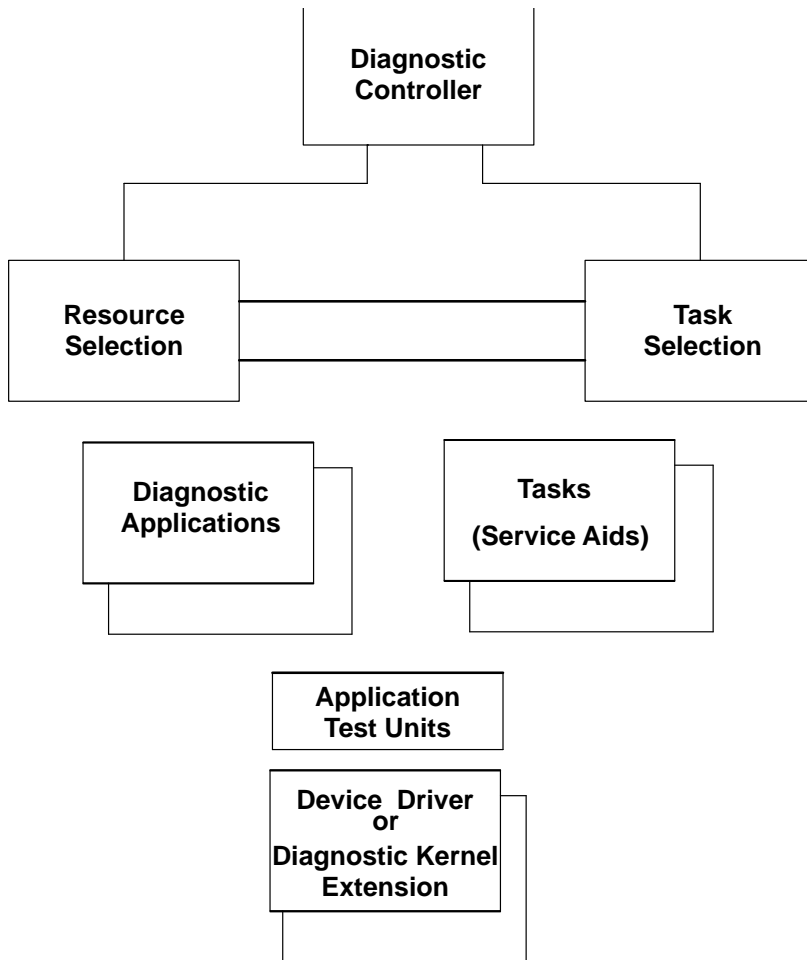 Diagnostic
Controller
Resource
Selection
Task
Selection
Diagnostic
Applications
Tasks
(Service Aids)
Application
Test Units
Device Driver
or
Diagnostic Kernel
Extension